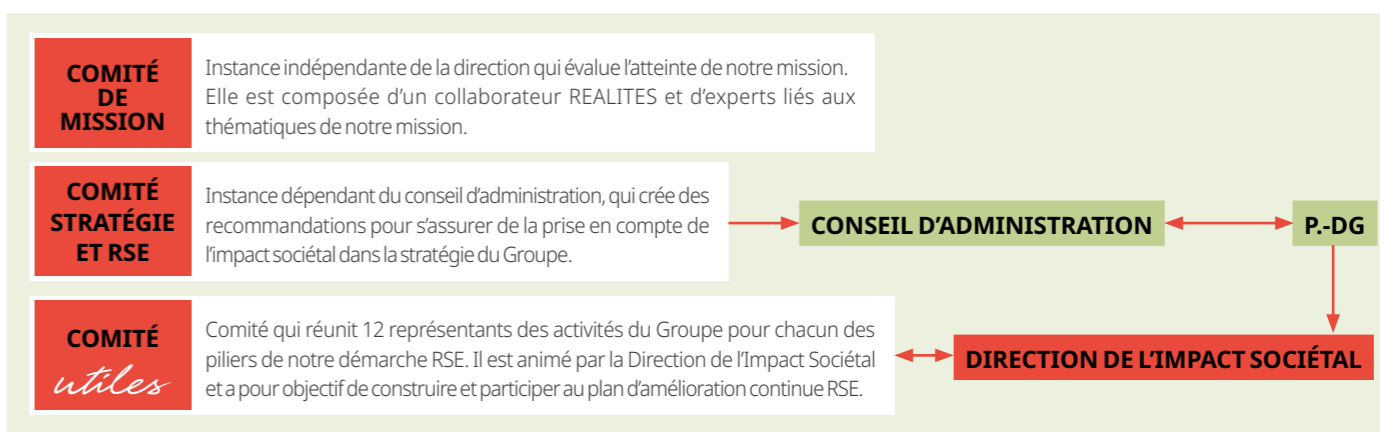 COMITÉ
DE
MISSION
Instance indépendante de la direction qui évalue l’atteinte de notre mission.
Elle est composée d’un collaborateur REALITES et d’experts liés aux
thématiques de notre mission.
COMITÉ
STRATÉGIE
ET RSE
Instance dépendant du conseil d’administration, qui crée des
recommandations pour s’assurer de la prise en compte de
l’impact sociétal dans la stratégie du Groupe.
CONSEIL D’ADMINISTRATION
P.-DG
COMITÉ
utiles
Comité qui réunit 12 représentants des activités du Groupe pour chacun des
piliers de notre démarche RSE. Il est animé par la Direction de l’Impact Sociétal
et a pour objectif de construire et participer au plan d’amélioration continue RSE.
DIRECTION DE L’IMPACT SOCIÉTAL